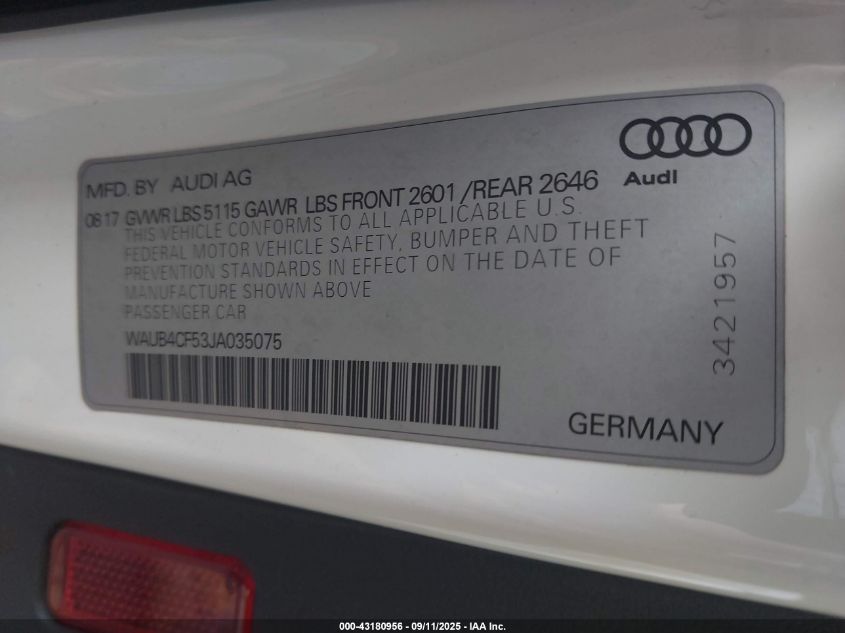 MFD. BY AUDI AG
Audi
08.17 GVWR LBS 5115 GAWR LBS FRONT 2601 /REAR 2646
THIS VEHICLE CONFORMS TO ALL APPLICABLE U.S.
FEDERAL MOTOR VEHICLE SAFETY, BUMPER AND THEFT
PREVENTION STANDARDS IN EFFECT ON THE DATE OF
MANUFACTURE SHOWN ABOVE
PASSENGER CAR
WAUB4CF53JA035075
3421957
GERMANY
000-43180956 - 09/11/2025 - IAA Inc.